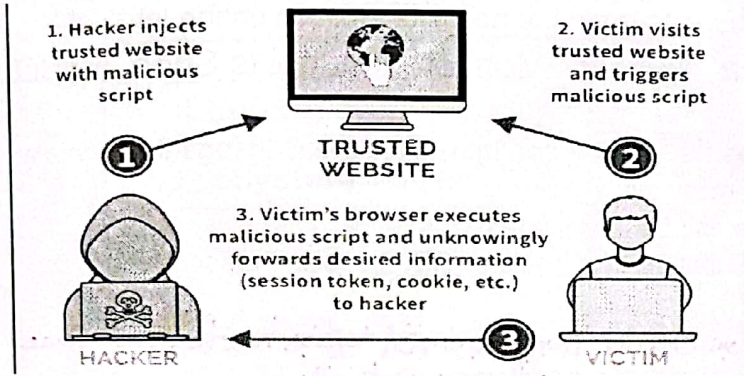 1. Hacker injects
trusted website
with malicious
script
2. Victim visits
trusted website
and triggers
malicious script
1
TRUSTED
WEBSITE
2
3. Victim's browser executes
malicious script and unknowingly
forwards desired information
(session token, cookie, etc.)
to hacker
3
HACKER
VICTIM